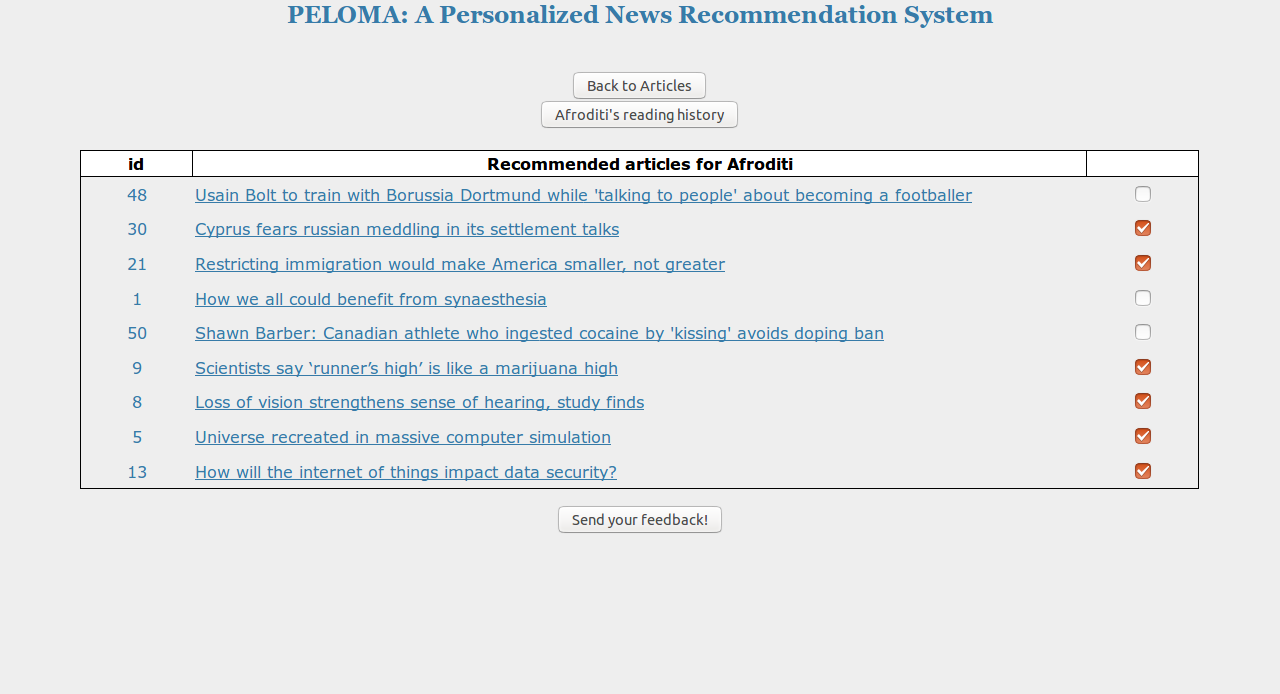 PELOMA: A Personalized News Recommendation System
Back to Articles
Afroditi's reading history
id Recommended articles for Afroditi
48 Usain Bolt to train with Borussia Dortmund while 'talking to people' about becoming a footballer
30 Cyprus fears russian meddling in its settlement talks
21 Restricting immigration would make America smaller, not greater
1 How we all could benefit from synaesthesia
50 Shawn Barber: Canadian athlete who ingested cocaine by 'kissing' avoids doping ban
9 Scientists say ‘runner’s high’ is like a marijuana high
8 Loss of vision strengthens sense of hearing, study finds
5 Universe recreated in massive computer simulation
13 How will the internet of things impact data security?
Send your feedback!